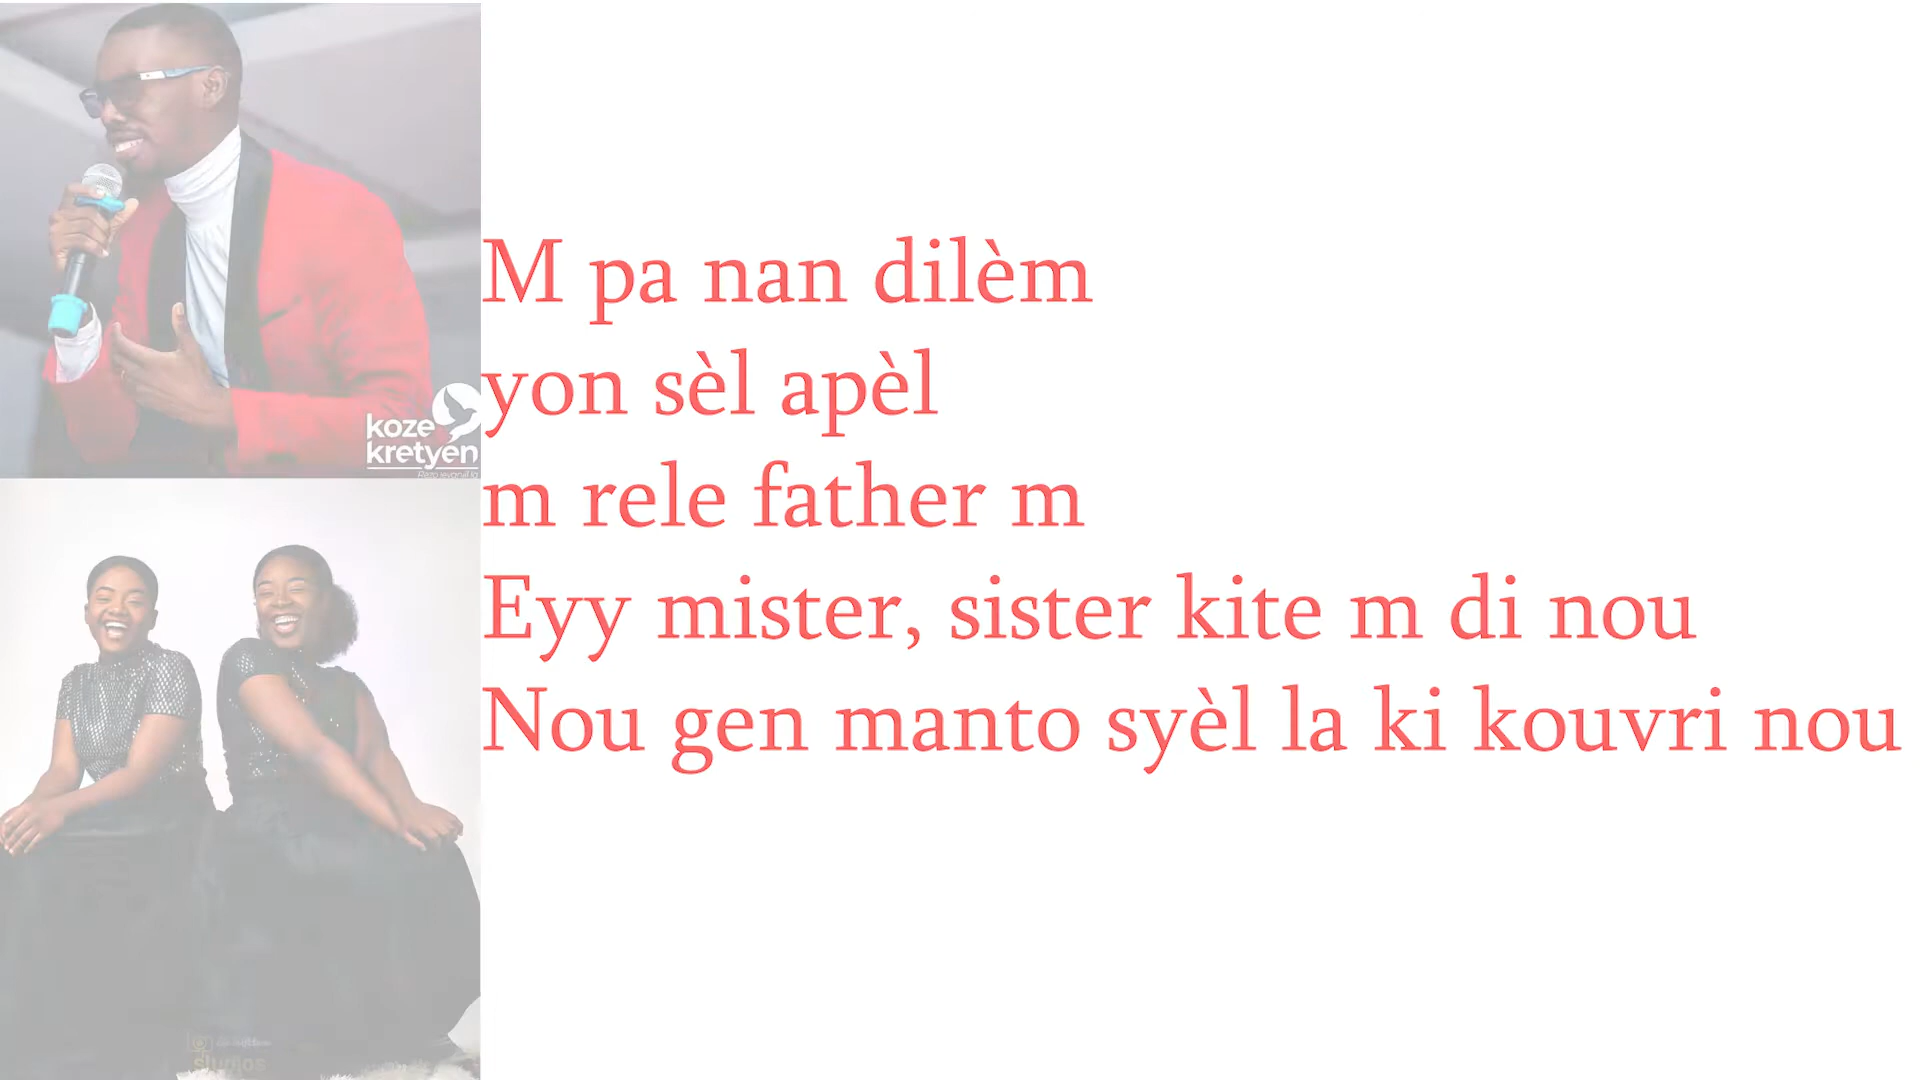 M pa nan dilèm
yon sèl apèl
m rele father m
Eyy mister, sister kite m di nou
Nou gen manto syèl la ki kouvri nou
koze
kretyen
studios